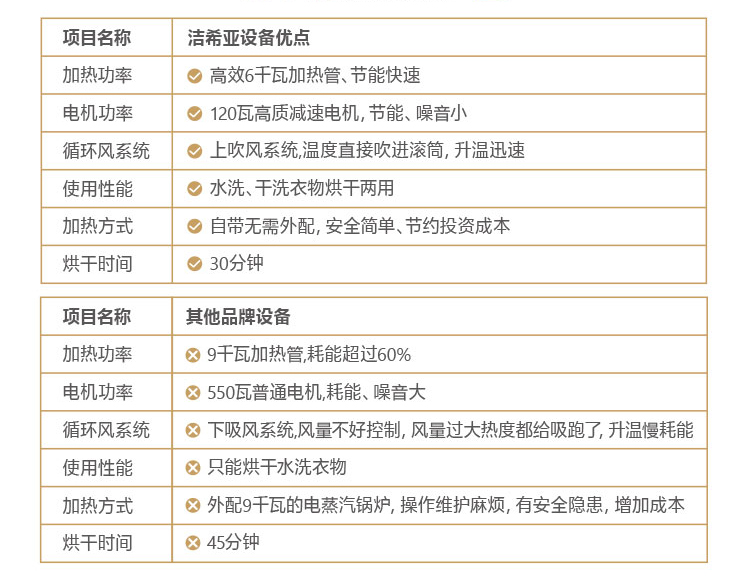 项目名称 洁希亚设备优点
加热功率 高效6千瓦加热管、节能快速
电机功率 120瓦高质减速电机, 节能、噪音小
循环风系统 上吹风系统,温度直接吹进滚筒, 升温迅速
使用性能 水洗、干洗衣物烘干两用
加热方式 自带无需外配, 安全简单、节约投资成本
烘干时间 30分钟
项目名称 其他品牌设备
加热功率 9千瓦加热管,耗能超过60%
电机功率 550瓦普通电机,耗能、噪音大
循环风系统 下吸风系统,风量不好控制, 风量过大热度都给吸跑了, 升温慢耗能
使用性能 只能烘干水洗衣物
加热方式 外配9千瓦的电蒸汽锅炉, 操作维护麻烦, 有安全隐患, 增加成本
烘干时间 45分钟